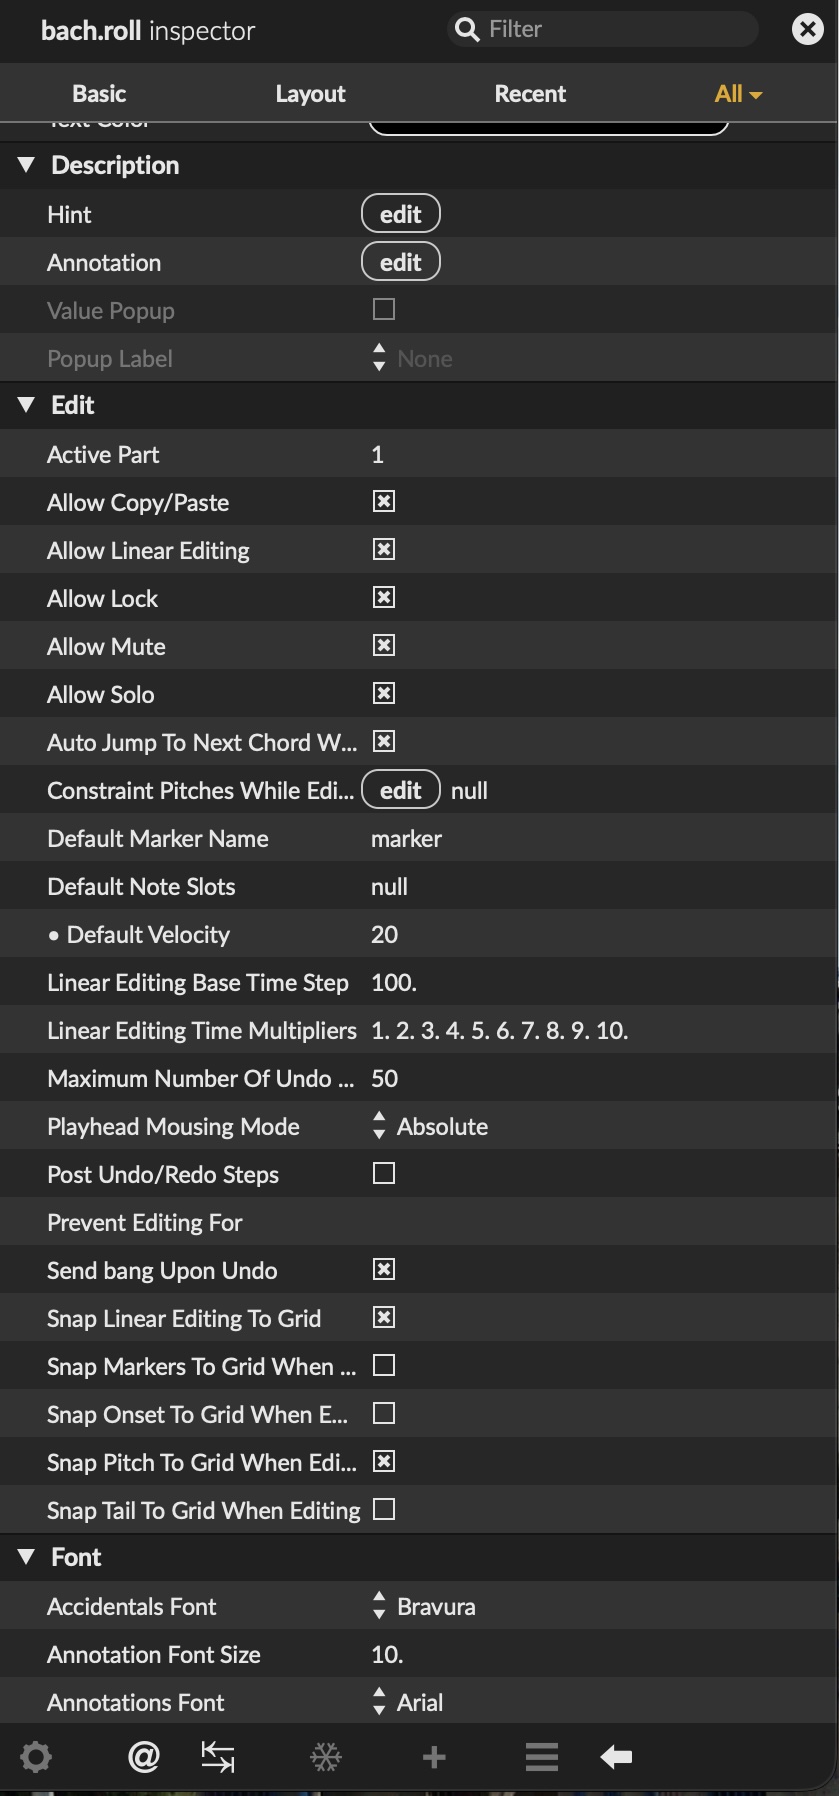 bach.roll inspector
Filter
Basic Layout Recent All
Text Color
Description
Hint edit
Annotation edit
Value Popup
Popup Label None
Edit
Active Part 1
Allow Copy/Paste
Allow Linear Editing
Allow Lock
Allow Mute
Allow Solo
Auto Jump To Next Chord W...
Constraint Pitches While Edi... edit null
Default Marker Name marker
Default Note Slots null
• Default Velocity 20
Linear Editing Base Time Step 100.
Linear Editing Time Multipliers 1. 2. 3. 4. 5. 6. 7. 8. 9. 10.
Maximum Number Of Undo ... 50
Playhead Mousing Mode Absolute
Post Undo/Redo Steps
Prevent Editing For
Send bang Upon Undo
Snap Linear Editing To Grid
Snap Markers To Grid When ...
Snap Onset To Grid When E...
Snap Pitch To Grid When Edi...
Snap Tail To Grid When Editing
Font
Accidentals Font Bravura
Annotation Font Size 10.
Annotations Font Arial